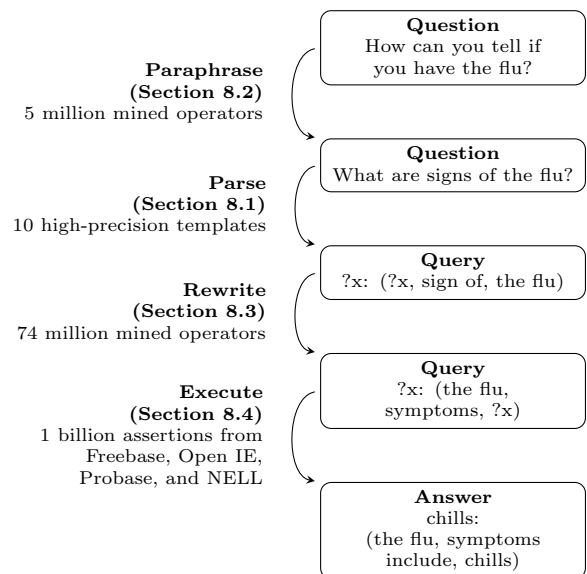 Question
How can you tell if
you have the flu?
Paraphrase
(Section 8.2)
5 million mined operators
Question
What are signs of the flu?
Parse
(Section 8.1)
10 high-precision templates
Query
?x: (?x, sign of, the flu)
Rewrite
(Section 8.3)
74 million mined operators
Query
?x: (the flu,
symptoms, ?x)
Execute
(Section 8.4)
1 billion assertions from
Freebase, Open IE,
Probase, and NELL
Answer
chills:
(the flu, symptoms
include, chills)